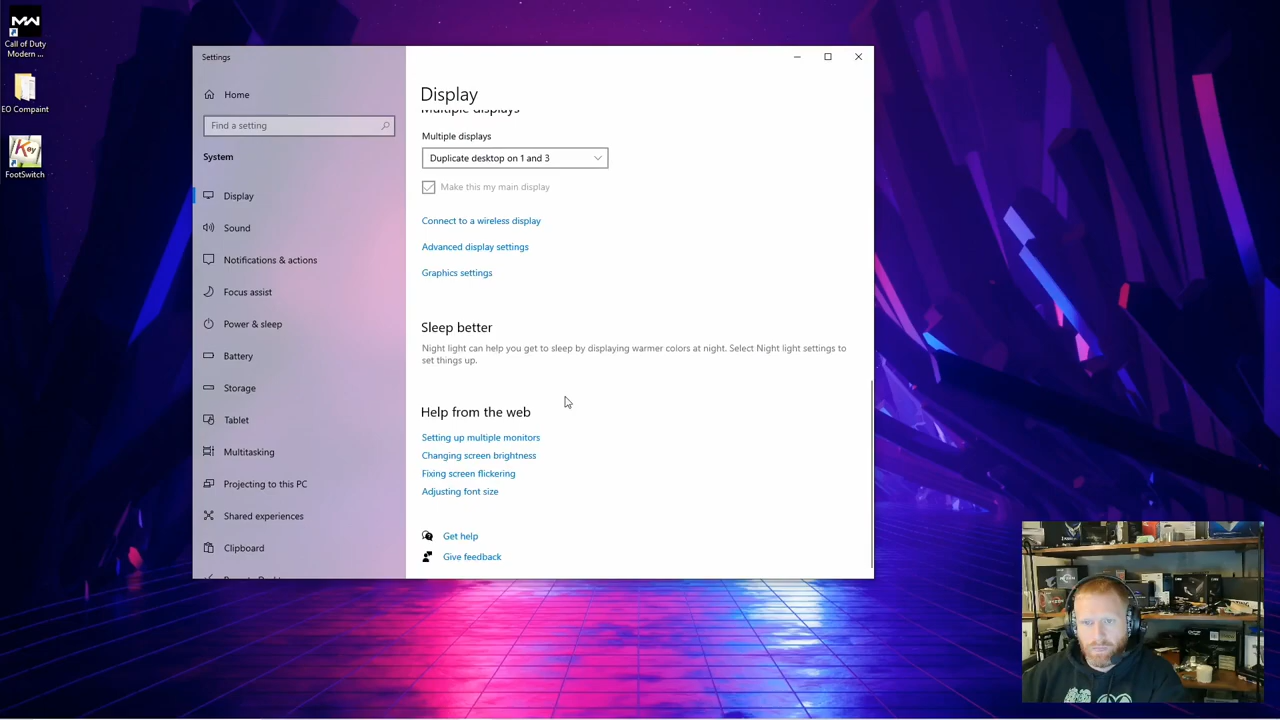 Call of Duty
Modern ...
EO Compaint
Key
FootSwitch
Settings
Home
Find a setting
System
Display
Sound
Notifications & actions
Focus assist
Power & sleep
Battery
Storage
Tablet
Multitasking
Projecting to this PC
Shared experiences
Clipboard
Display
Multiple displays
Multiple displays
Duplicate desktop on 1 and 3
Make this my main display
Connect to a wireless display
Advanced display settings
Graphics settings
Sleep better
Night light can help you get to sleep by displaying warmer colors at night. Select Night light settings to
set things up.
Help from the web
Setting up multiple monitors
Changing screen brightness
Fixing screen flickering
Adjusting font size
Get help
Give feedback